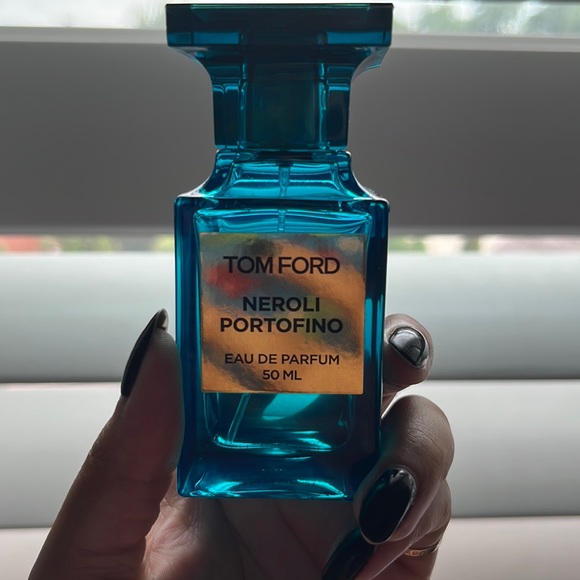 TOM FORD
NEROLI
PORTOFINO
EAU DE PARFUM
50 ML